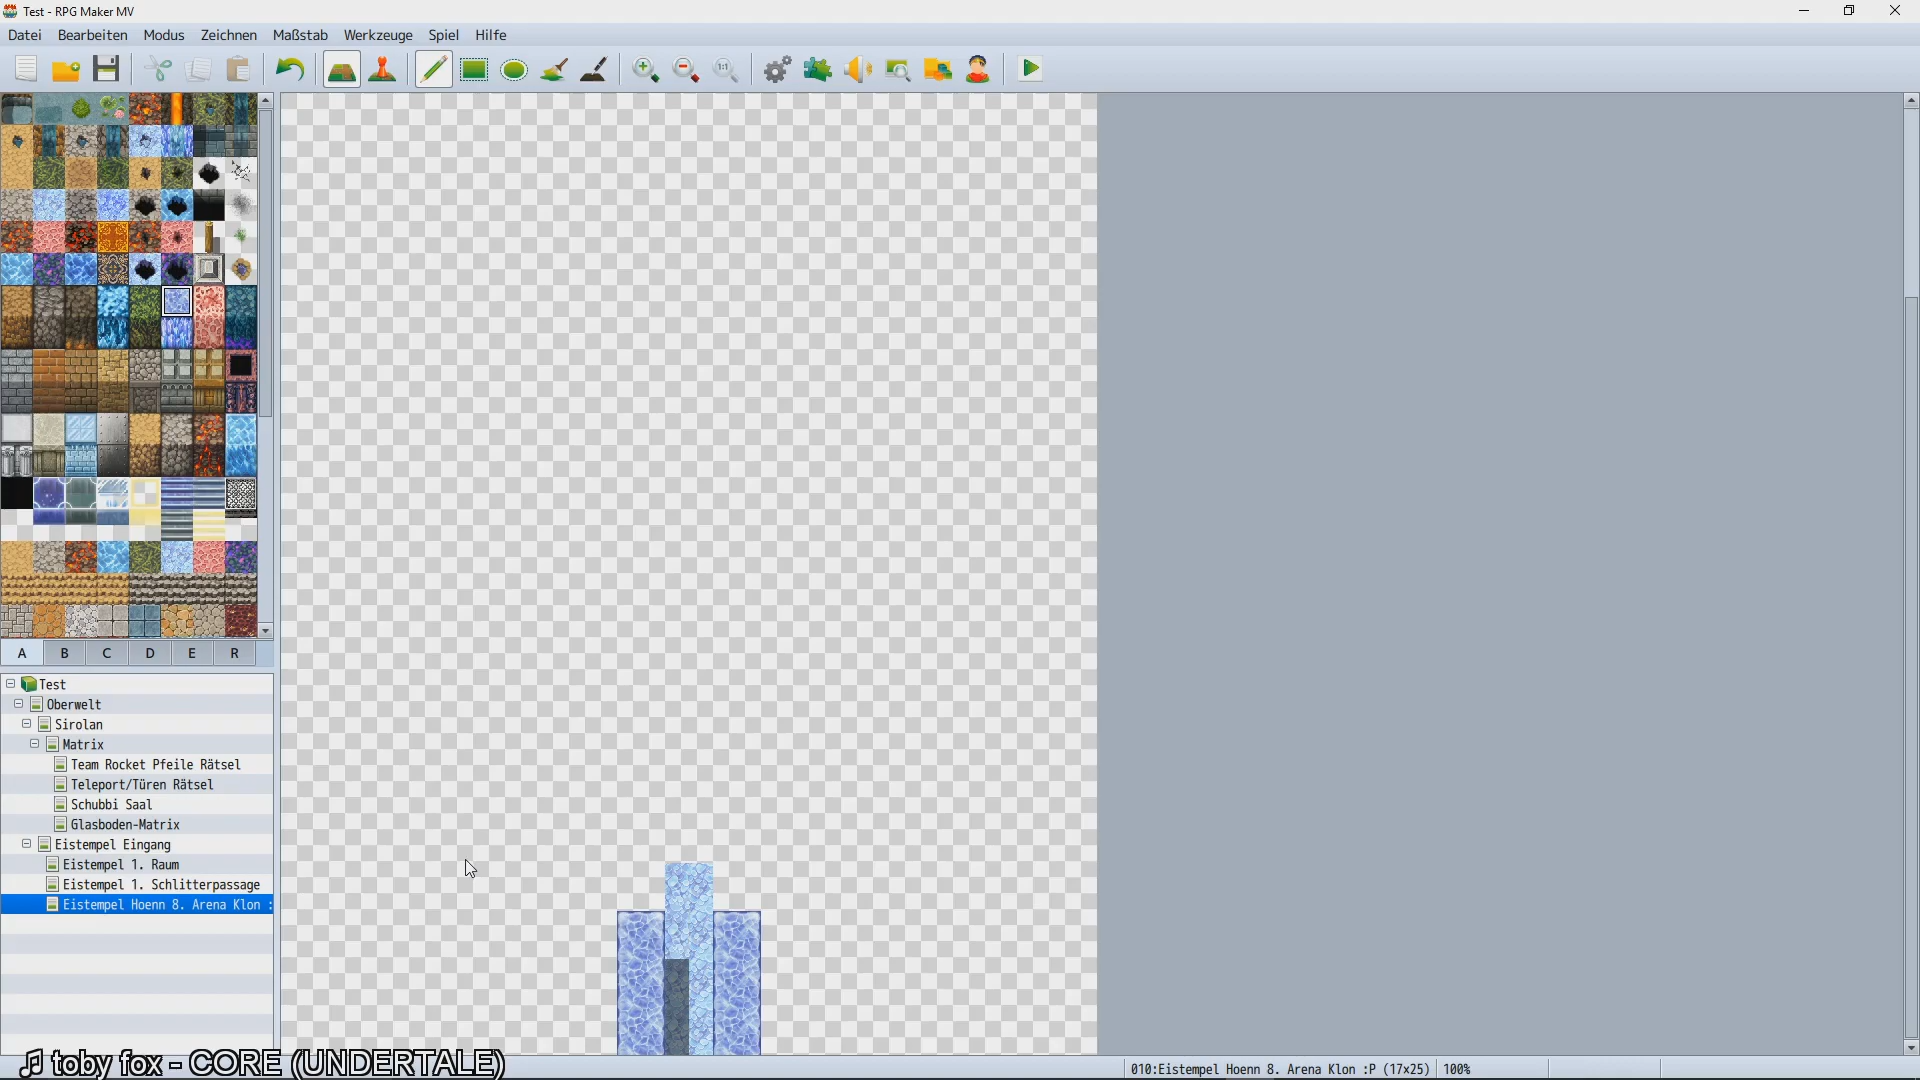 Test - RPG Maker MV
Datei Bearbeiten Modus Zeichnen Maßstab Werkzeuge Spiel Hilfe
1:1
A B C D E R
Test
Oberwelt
Sirolan
Matrix
Team Rocket Pfeile Rätsel
Teleport/Türen Rätsel
Schubbi Saal
Glasboden-Matrix
Eistempel Eingang
Eistempel 1. Raum
Eistempel 1. Schlitterpassage
Eistempel Hoenn 8. Arena Klon :
♫ toby fox - CORE (UNDERTALE)
010:Eistempel Hoenn 8. Arena Klon :P (17x25) 100%